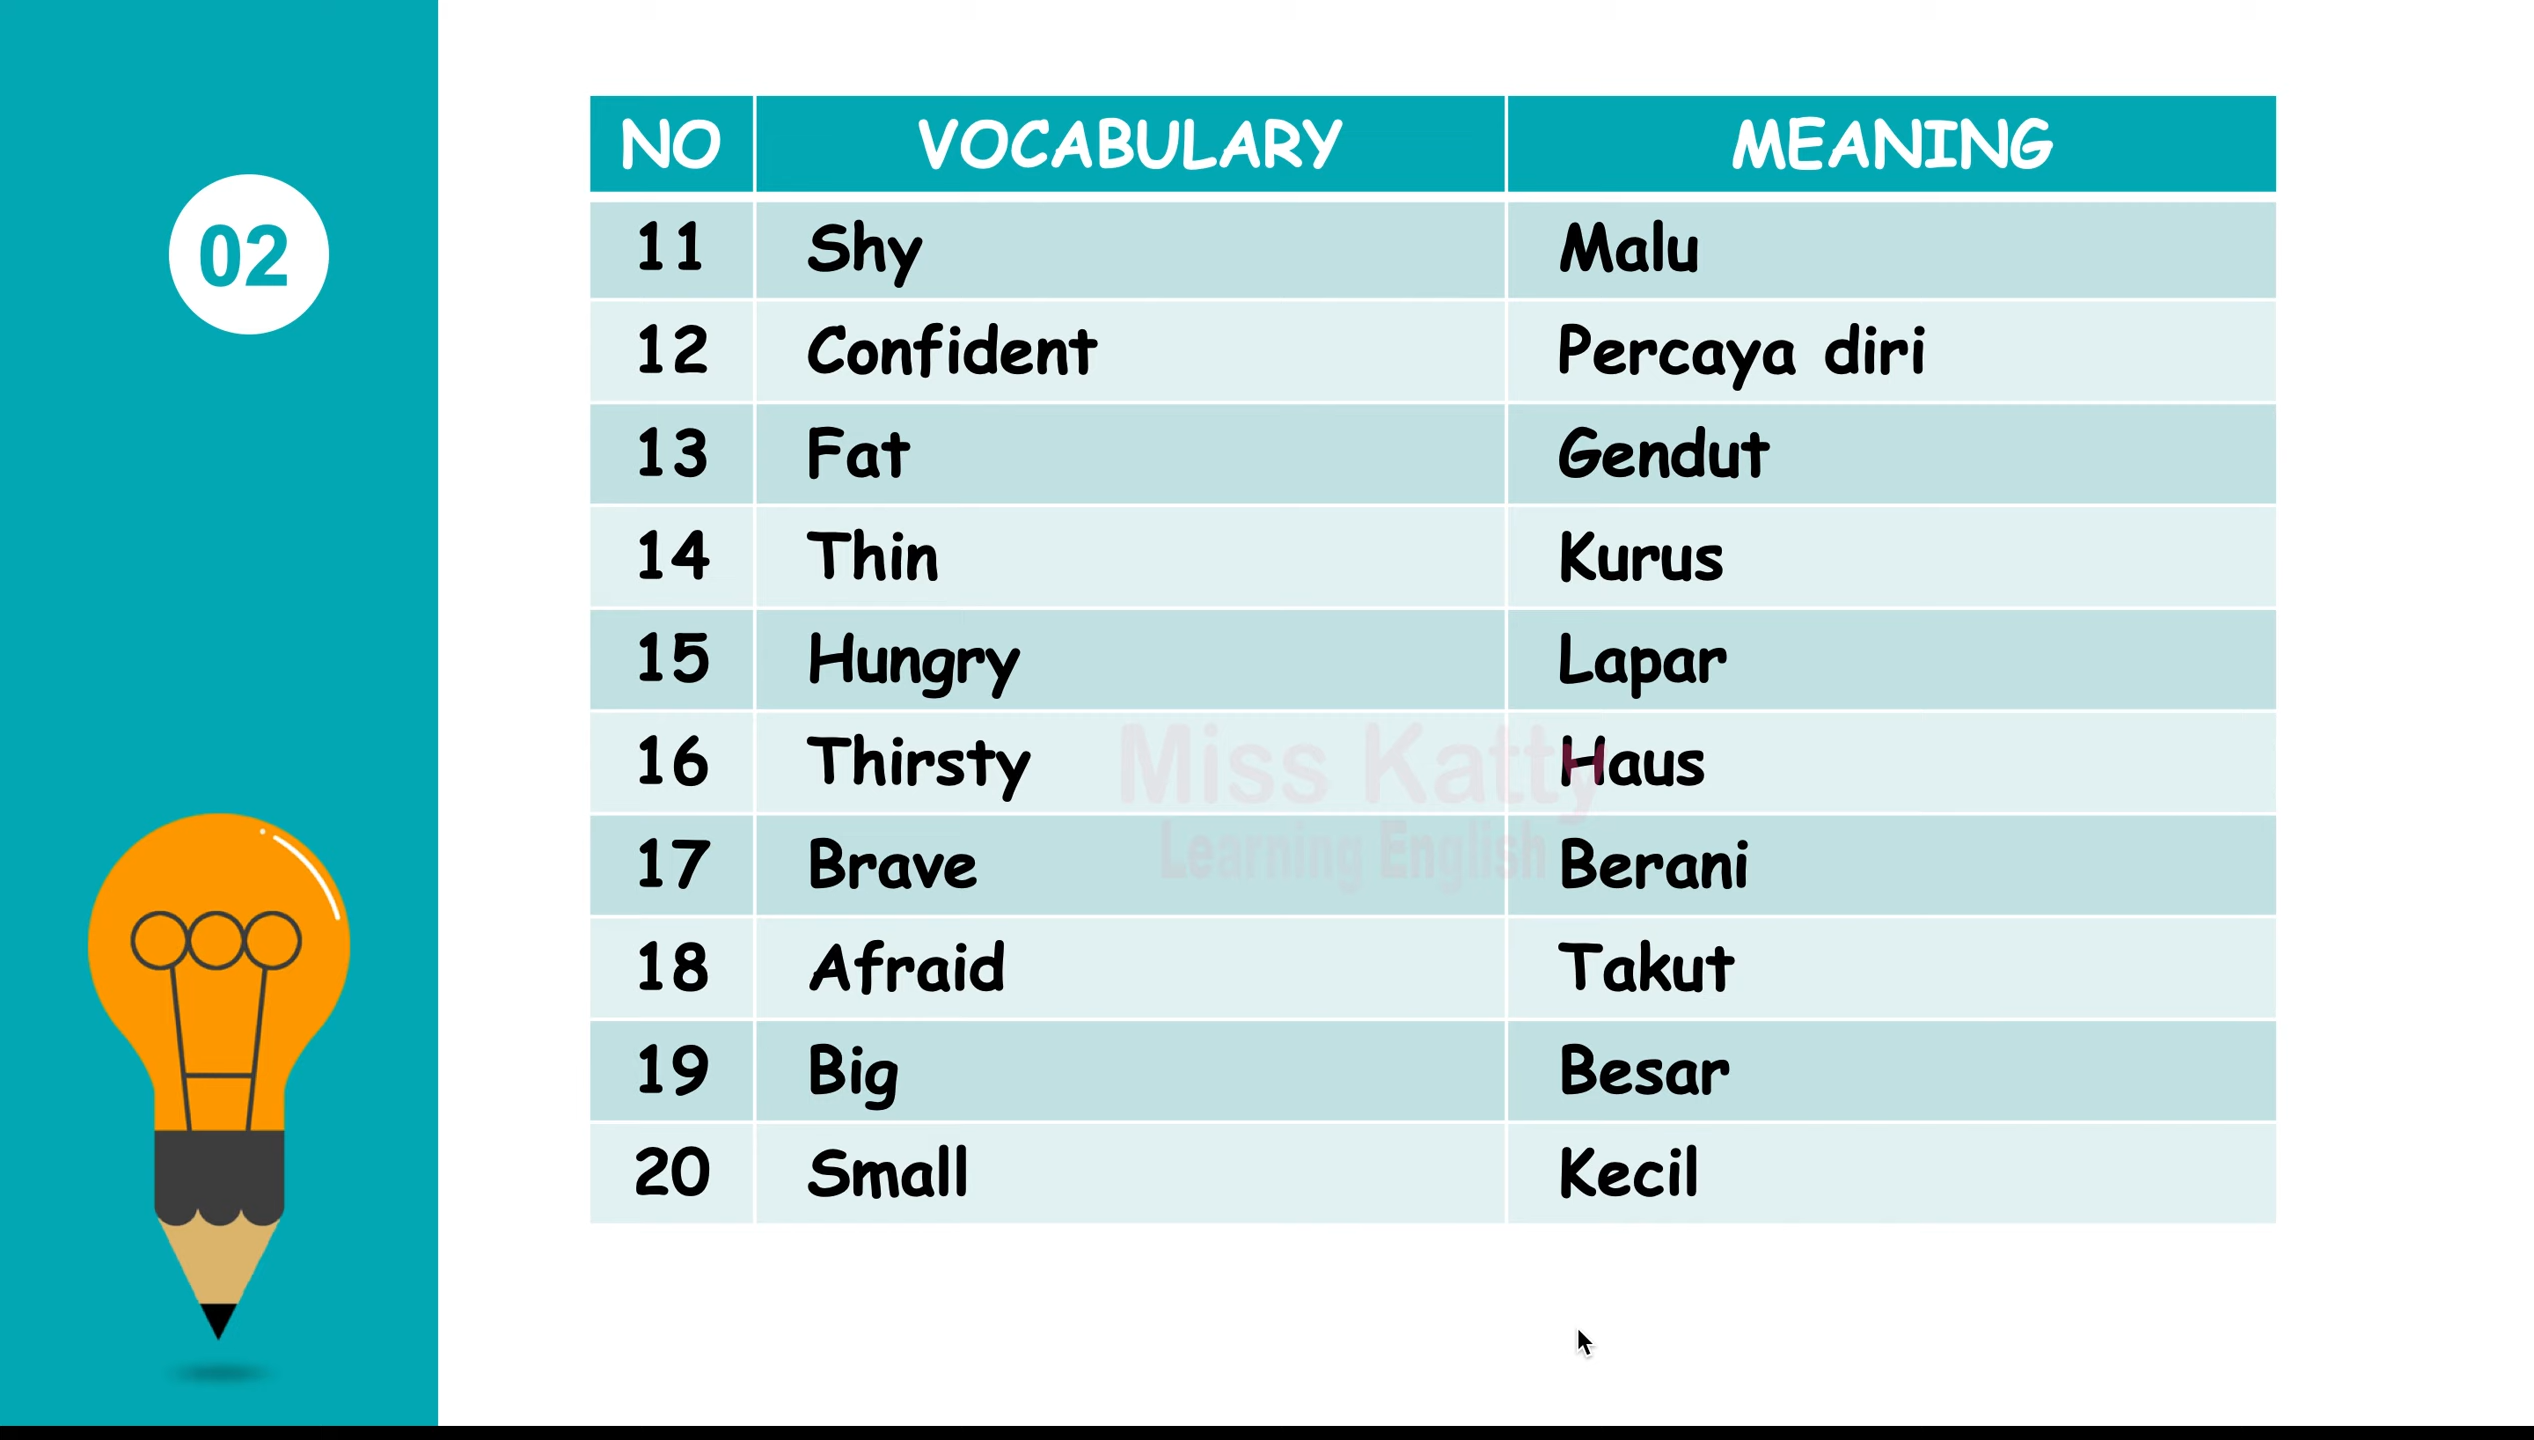 02
NO VOCABULARY MEANING
11 Shy Malu
12 Confident Percaya diri
13 Fat Gendut
14 Thin Kurus
15 Hungry Lapar
16 Thirsty Haus
17 Brave Berani
18 Afraid Takut
19 Big Besar
20 Small Kecil
Miss Katty
Learning English